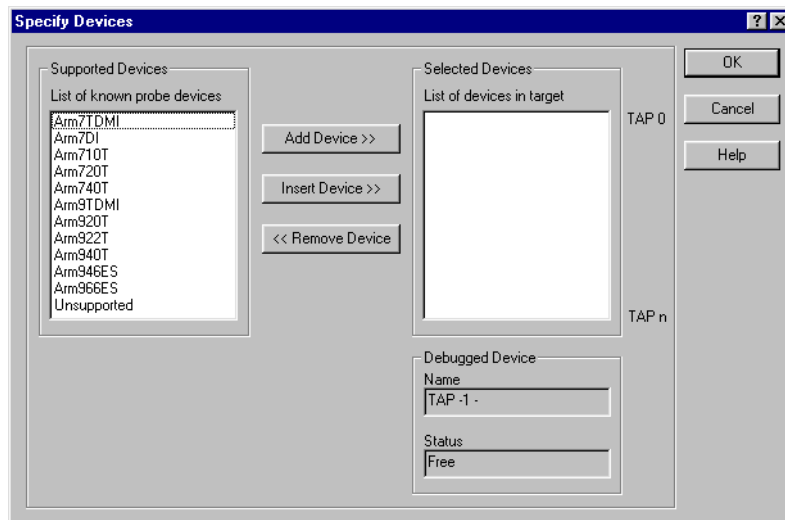 Specify Devices
Supported Devices
List of known probe devices
Arm7TDMI
Arm7DI
Arm710T
Arm720T
Arm740T
Arm9TDMI
Arm920T
Arm922T
Arm940T
Arm946ES
Arm966ES
Unsupported
Add Device >>
Insert Device >>
<< Remove Device
Selected Devices
List of devices in target
TAP 0
TAP n
Debugged Device
Name
TAP -1 -
Status
Free
OK
Cancel
Help